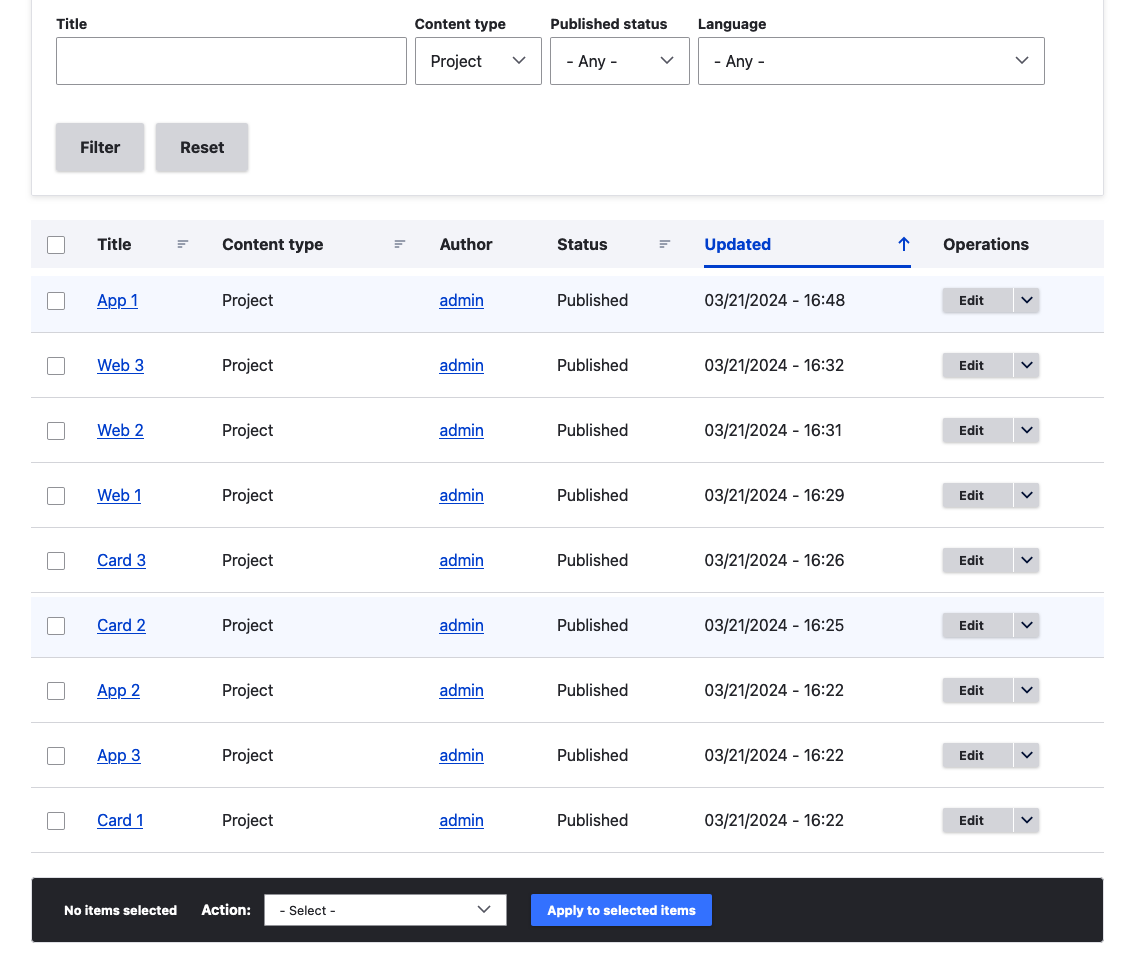 Title Content type Published status Language
Project - Any - - Any -
Filter Reset
Title Content type Author Status Updated Operations
App 1 Project admin Published 03/21/2024 - 16:48 Edit
Web 3 Project admin Published 03/21/2024 - 16:32 Edit
Web 2 Project admin Published 03/21/2024 - 16:31 Edit
Web 1 Project admin Published 03/21/2024 - 16:29 Edit
Card 3 Project admin Published 03/21/2024 - 16:26 Edit
Card 2 Project admin Published 03/21/2024 - 16:25 Edit
App 2 Project admin Published 03/21/2024 - 16:22 Edit
App 3 Project admin Published 03/21/2024 - 16:22 Edit
Card 1 Project admin Published 03/21/2024 - 16:22 Edit
No items selected Action: - Select - Apply to selected items